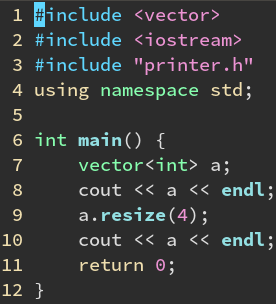 1 #include <vector>
2 #include <iostream>
3 #include "printer.h"
4 using namespace std;
5
6 int main() {
7     vector<int> a;
8     cout << a << endl;
9     a.resize(4);
10     cout << a << endl;
11     return 0;
12 }